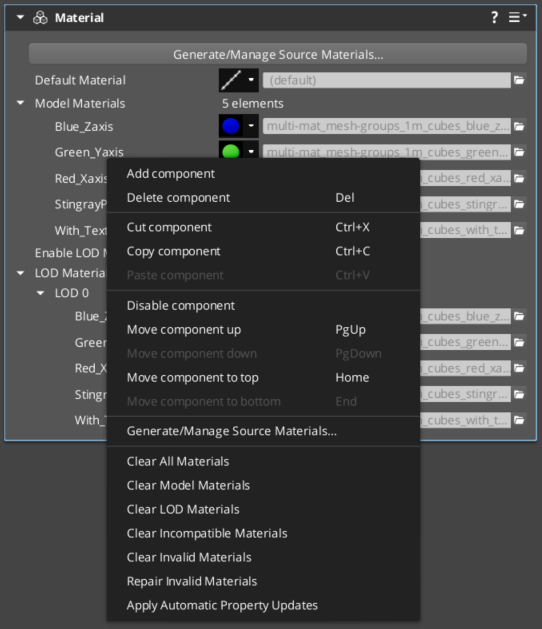 Material ?
Generate/Manage Source Materials...
Default Material (default)
Model Materials 5 elements
Blue_Zaxis multi-mat_mesh-groups_1m_cubes_blue_z...
Green_Yaxis multi-mat_mesh-groups_1m_cubes_green...
Red_Xaxis _cubes_red_xa...
Stingray _cubes_stingr...
With_Text _cubes_with_t...
Enable LOD
LOD Materia
LOD 0
Blue_ _cubes_blue_z...
Green _cubes_green...
Red_X _cubes_red_xa...
Stingr _cubes_stingr...
With_ _cubes_with_t...
Add component
Delete component Del
Cut component Ctrl+X
Copy component Ctrl+C
Paste component Ctrl+V
Disable component
Move component up PgUp
Move component down PgDown
Move component to top Home
Move component to bottom End
Generate/Manage Source Materials...
Clear All Materials
Clear Model Materials
Clear LOD Materials
Clear Incompatible Materials
Clear Invalid Materials
Repair Invalid Materials
Apply Automatic Property Updates